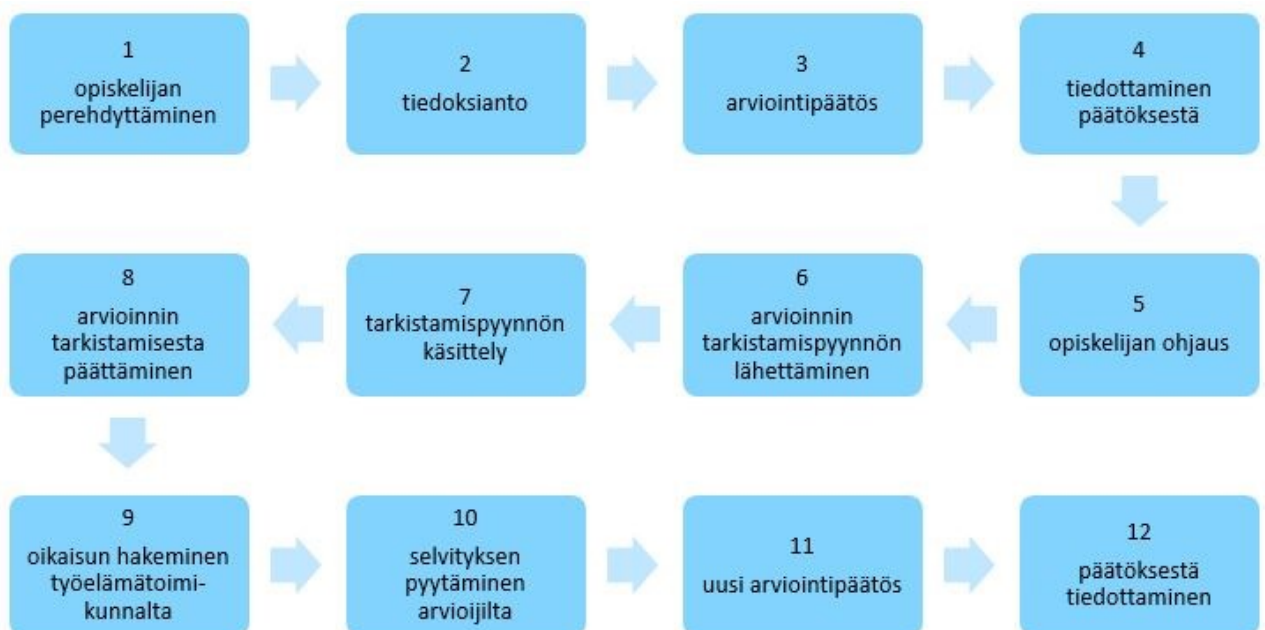 1
opiskelijan
perehdyttäminen
2
tiedoksianto
3
arviointipäätös
4
tiedottaminen
päätöksestä
5
opiskelijan ohjaus
6
arvioinnin
tarkistamispyynnön
lähettäminen
7
tarkistamispyynnön
käsittely
8
arvioinnin
tarkistamisesta
päättäminen
9
oikaisun hakeminen
työelämätoimi-
kunnalta
10
selvityksen
pyytäminen
arvioijilta
11
uusi arviointipäätös
12
päätöksestä
tiedottaminen